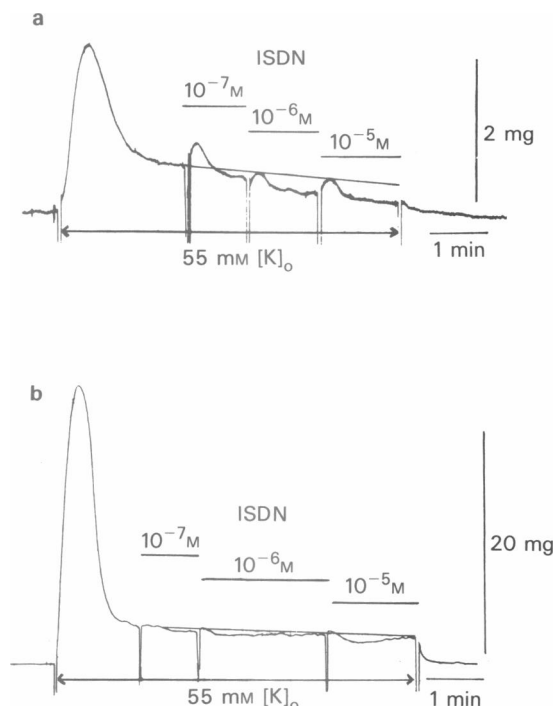 a
ISDN
10⁻⁷M
10⁻⁶M
10⁻⁵M
2 mg
1 min
55 mM [K]ₒ
b
ISDN
10⁻⁷M
10⁻⁶M
10⁻⁵M
20 mg
55 mM [K]ₒ
1 min